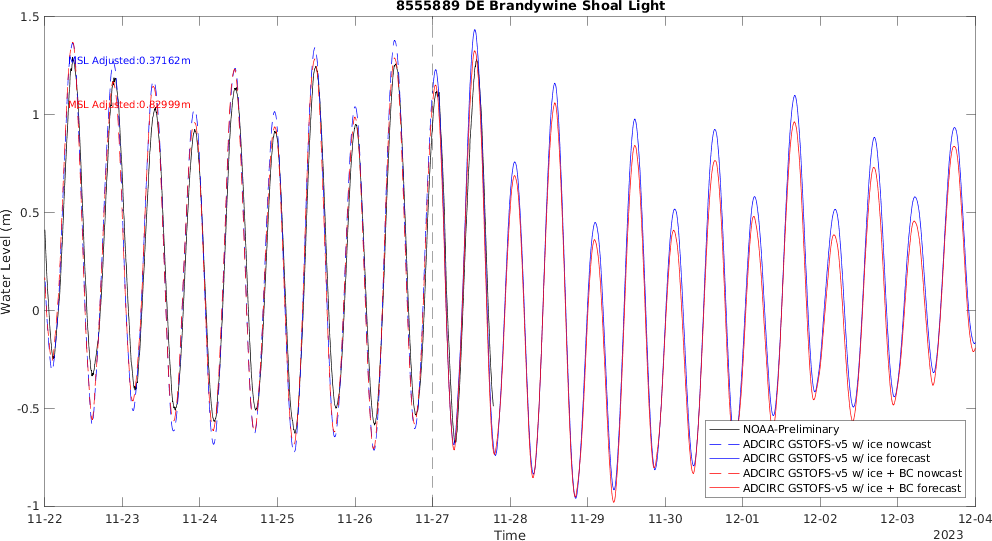 8555889 DE Brandywine Shoal Light
1.5
1
0.5
0
-0.5
-1
Water Level (m)
MSL Adjusted:0.37162m
MSL Adjusted:0.82999m
NOAA-Preliminary
ADCIRC GSTOFS-v5 w/ ice nowcast
ADCIRC GSTOFS-v5 w/ ice forecast
ADCIRC GSTOFS-v5 w/ ice + BC nowcast
ADCIRC GSTOFS-v5 w/ ice + BC forecast
11-22 11-23 11-24 11-25 11-26 11-27 11-28 11-29 11-30 12-01 12-02 12-03 12-04
Time
2023